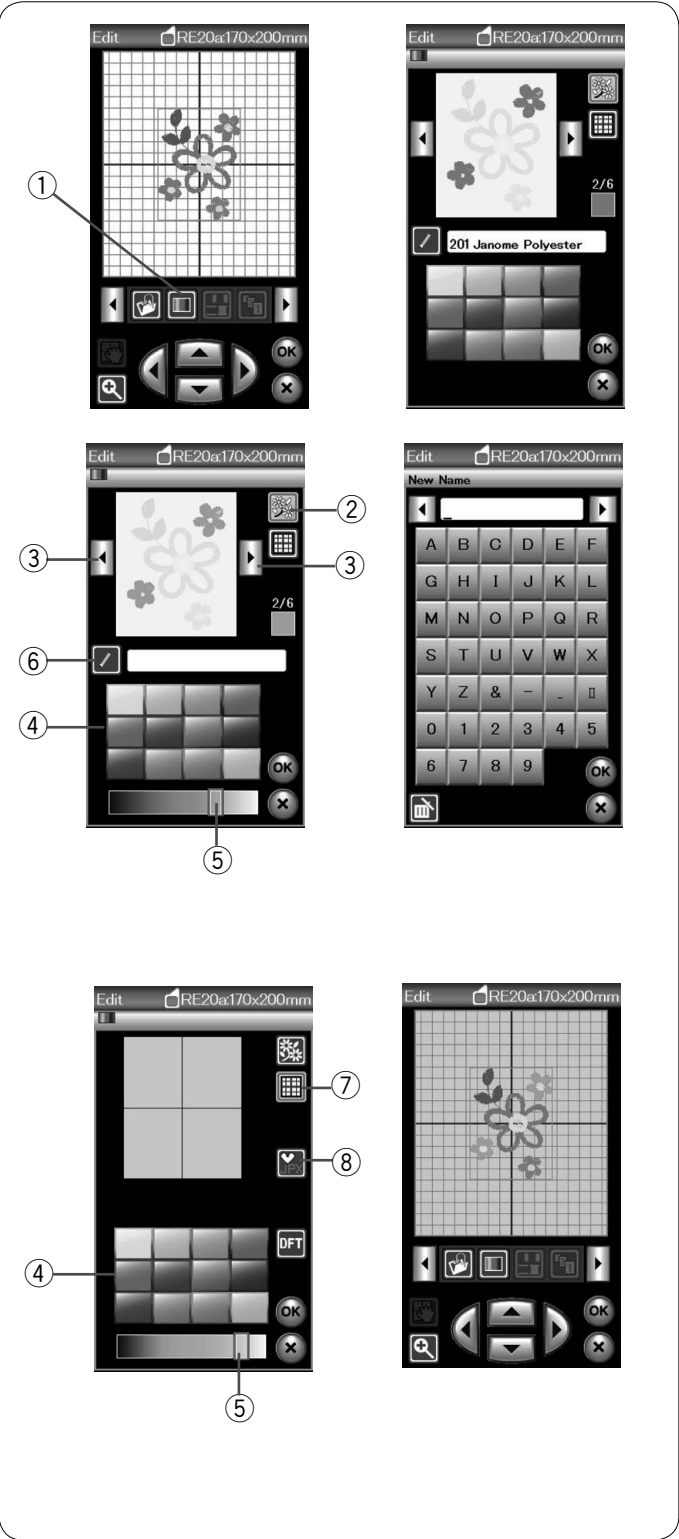 Edit RE20a:170x200mm
①
OK
Edit RE20a:170x200mm
2/6
201 Janome Polyester
OK
Edit RE20a:170x200mm
②
③
③
2/6
⑥
④
OK
⑤
Edit RE20a:170x200mm
New Name
_
A B C D E F
G H I J K L
M N O P Q R
S T U V W X
Y Z & – _ []
0 1 2 3 4 5
6 7 8 9
OK
Edit RE20a:170x200mm
⑦
JPX
⑧
DFT
④
OK
⑤
Edit RE20a:170x200mm
OK